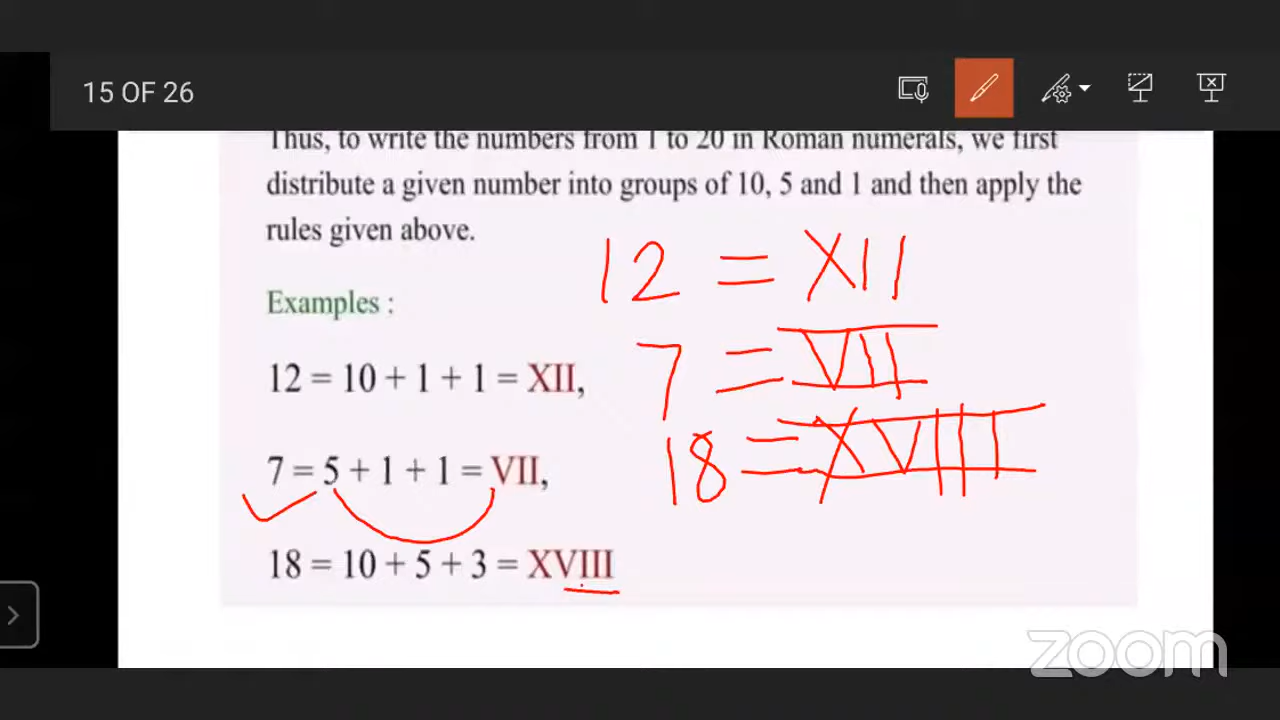 15 OF 26
Thus, to write the numbers from 1 to 20 in Roman numerals, we first
distribute a given number into groups of 10, 5 and 1 and then apply the
rules given above.
12 = XII
Examples :
7 = VII
12 = 10 + 1 + 1 = XII,
18 = XVIII
7 = 5 + 1 + 1 = VII,
18 = 10 + 5 + 3 = XVIII
zoom